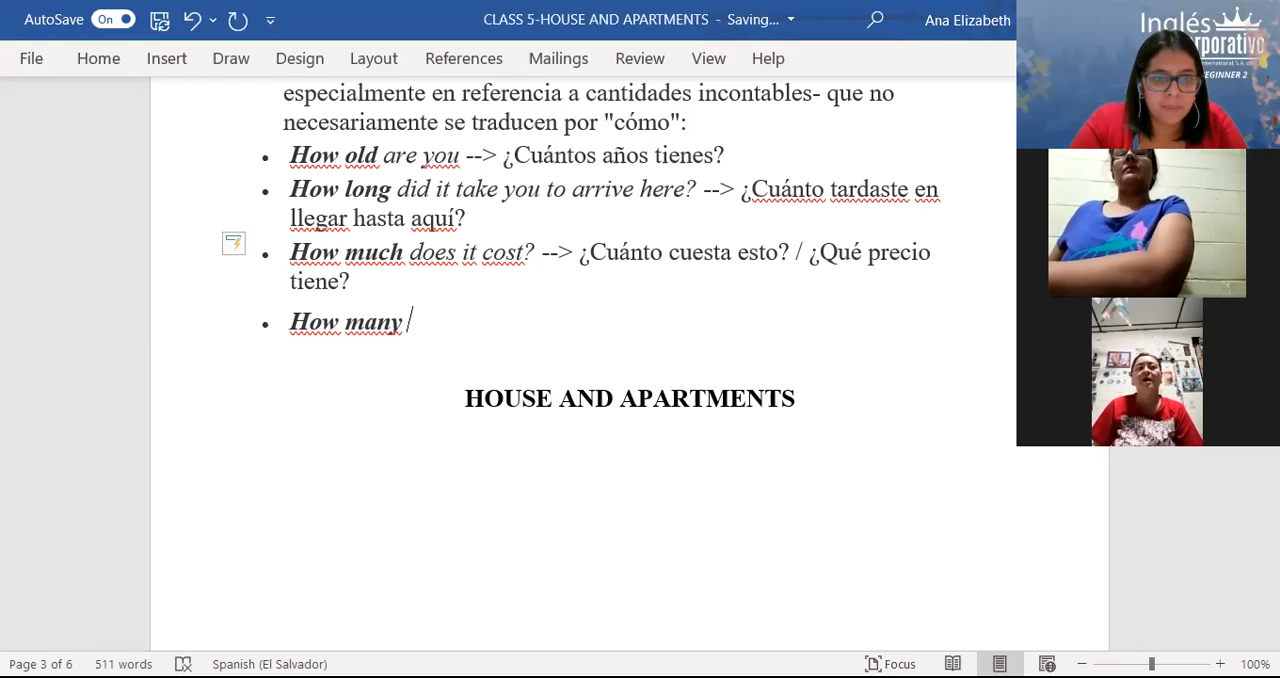 AutoSave On CLASS 5-HOUSE AND APARTMENTS - Saving... Ana Elizabeth
File Home Insert Draw Design Layout References Mailings Review View Help
Inglés
International, S.A. de
BEGINNER 2
especialmente en referencia a cantidades incontables- que no
necesariamente se traducen por "cómo":
• How old are you --> ¿Cuántos años tienes?
• How long did it take you to arrive here? --> ¿Cuánto tardaste en
llegar hasta aquí?
• How much does it cost? --> ¿Cuánto cuesta esto? / ¿Qué precio
tiene?
• How many
HOUSE AND APARTMENTS
Page 3 of 6 511 words Spanish (El Salvador) Focus 100%